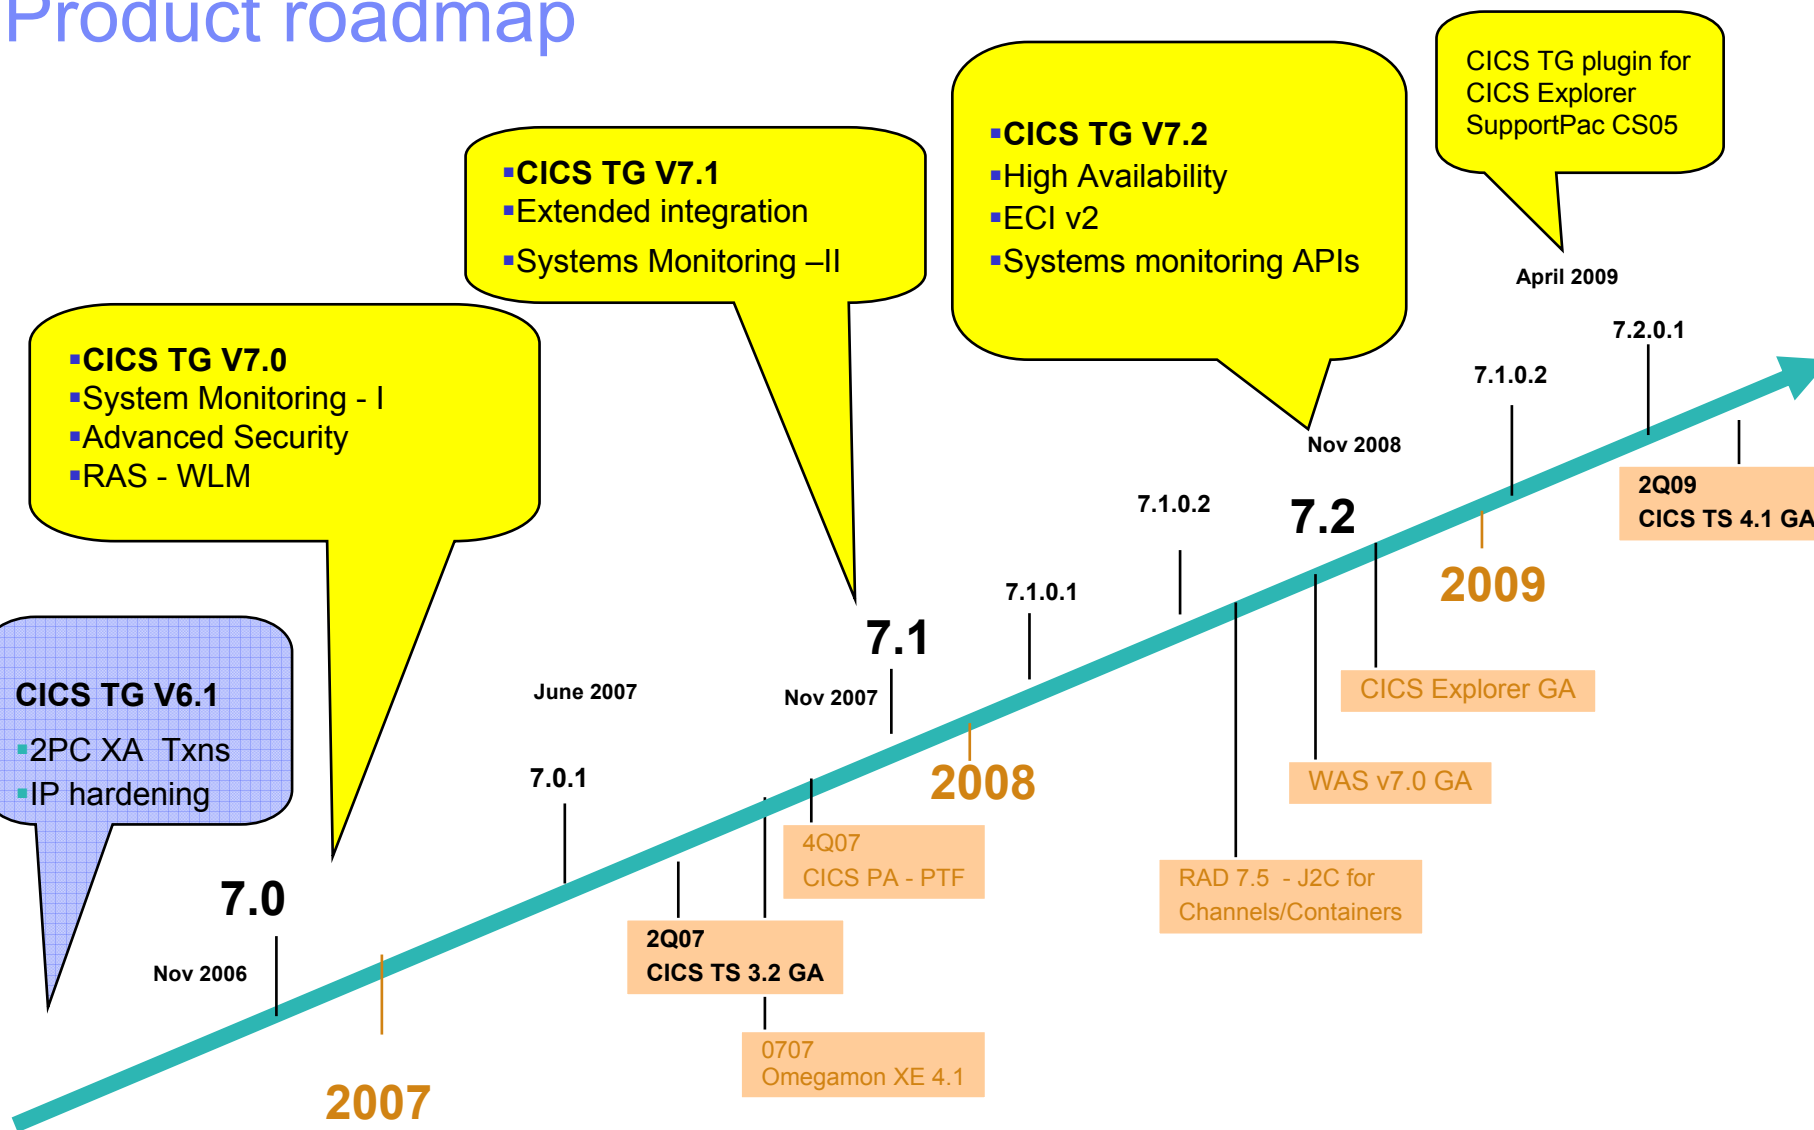 Product roadmap
CICS TG plugin for
CICS Explorer
SupportPac CS05
▪CICS TG V7.2
▪High Availability
▪ECI v2
▪Systems monitoring APIs
▪CICS TG V7.1
▪Extended integration
▪Systems Monitoring –II
▪CICS TG V7.0
▪System Monitoring - I
▪Advanced Security
▪RAS - WLM
CICS TG V6.1
▪2PC XA Txns
▪IP hardening
7.0
Nov 2006
2007
June 2007
7.0.1
2Q07
CICS TS 3.2 GA
0707
Omegamon XE 4.1
4Q07
CICS PA - PTF
7.1
Nov 2007
2008
7.1.0.1
7.1.0.2
RAD 7.5 - J2C for
Channels/Containers
Nov 2008
7.2
WAS v7.0 GA
CICS Explorer GA
2009
7.1.0.2
April 2009
7.2.0.1
2Q09
CICS TS 4.1 GA